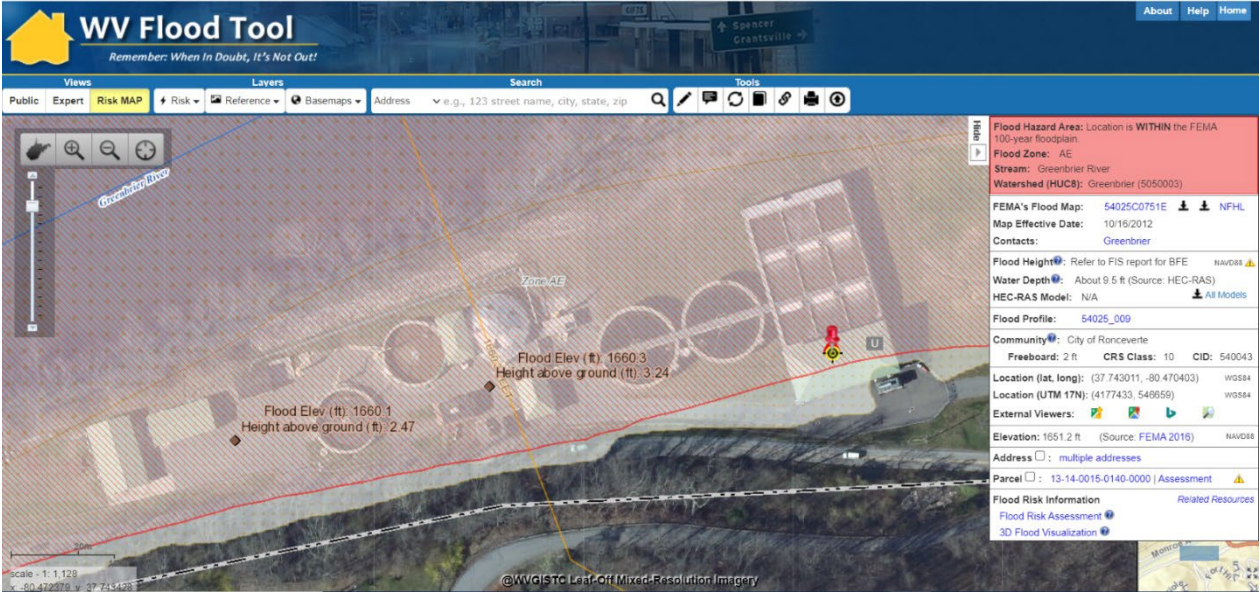 WV Flood Tool
Remember: When In Doubt, It's Not Out!
Spencer
Grantsville
About Help Home
Views Layers Search Tools
Public Expert Risk MAP Risk Reference Basemaps Address e.g., 123 street name, city, state, zip
Hide
Greenbrier River
Zone AE
Flood Elev (ft): 1660.3
Height above ground (ft): 3.24
Flood Elev (ft): 1660.1
Height above ground (ft): 2.47
U
20m
scale - 1: 1,128
@WVGISTC Leaf-Off Mixed-Resolution Imagery
Flood Hazard Area: Location is WITHIN the FEMA
100-year floodplain.
Flood Zone: AE
Stream: Greenbrier River
Watershed (HUC8): Greenbrier (5050003)
FEMA's Flood Map: 54025C0751E NFHL
Map Effective Date: 10/16/2012
Contacts: Greenbrier
Flood Height: Refer to FIS report for BFE NAVD88
Water Depth: About 9.5 ft (Source: HEC-RAS)
HEC-RAS Model: N/A All Models
Flood Profile: 54025_009
Community: City of Ronceverte
Freeboard: 2 ft CRS Class: 10 CID: 540043
Location (lat, long): (37.743011, -80.470403) WGS84
Location (UTM 17N): (4177433, 546659) WGS84
External Viewers:
Elevation: 1651.2 ft (Source: FEMA 2016) NAVD88
Address : multiple addresses
Parcel : 13-14-0015-0140-0000 | Assessment
Flood Risk Information Related Resources
Flood Risk Assessment
3D Flood Visualization